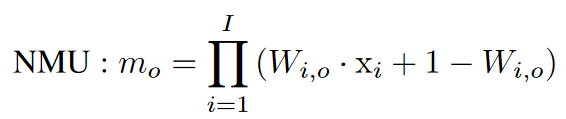 NMU : m_o = \prod_{i=1}^{I} (W_{i,o} \cdot x_i + 1 - W_{i,o})